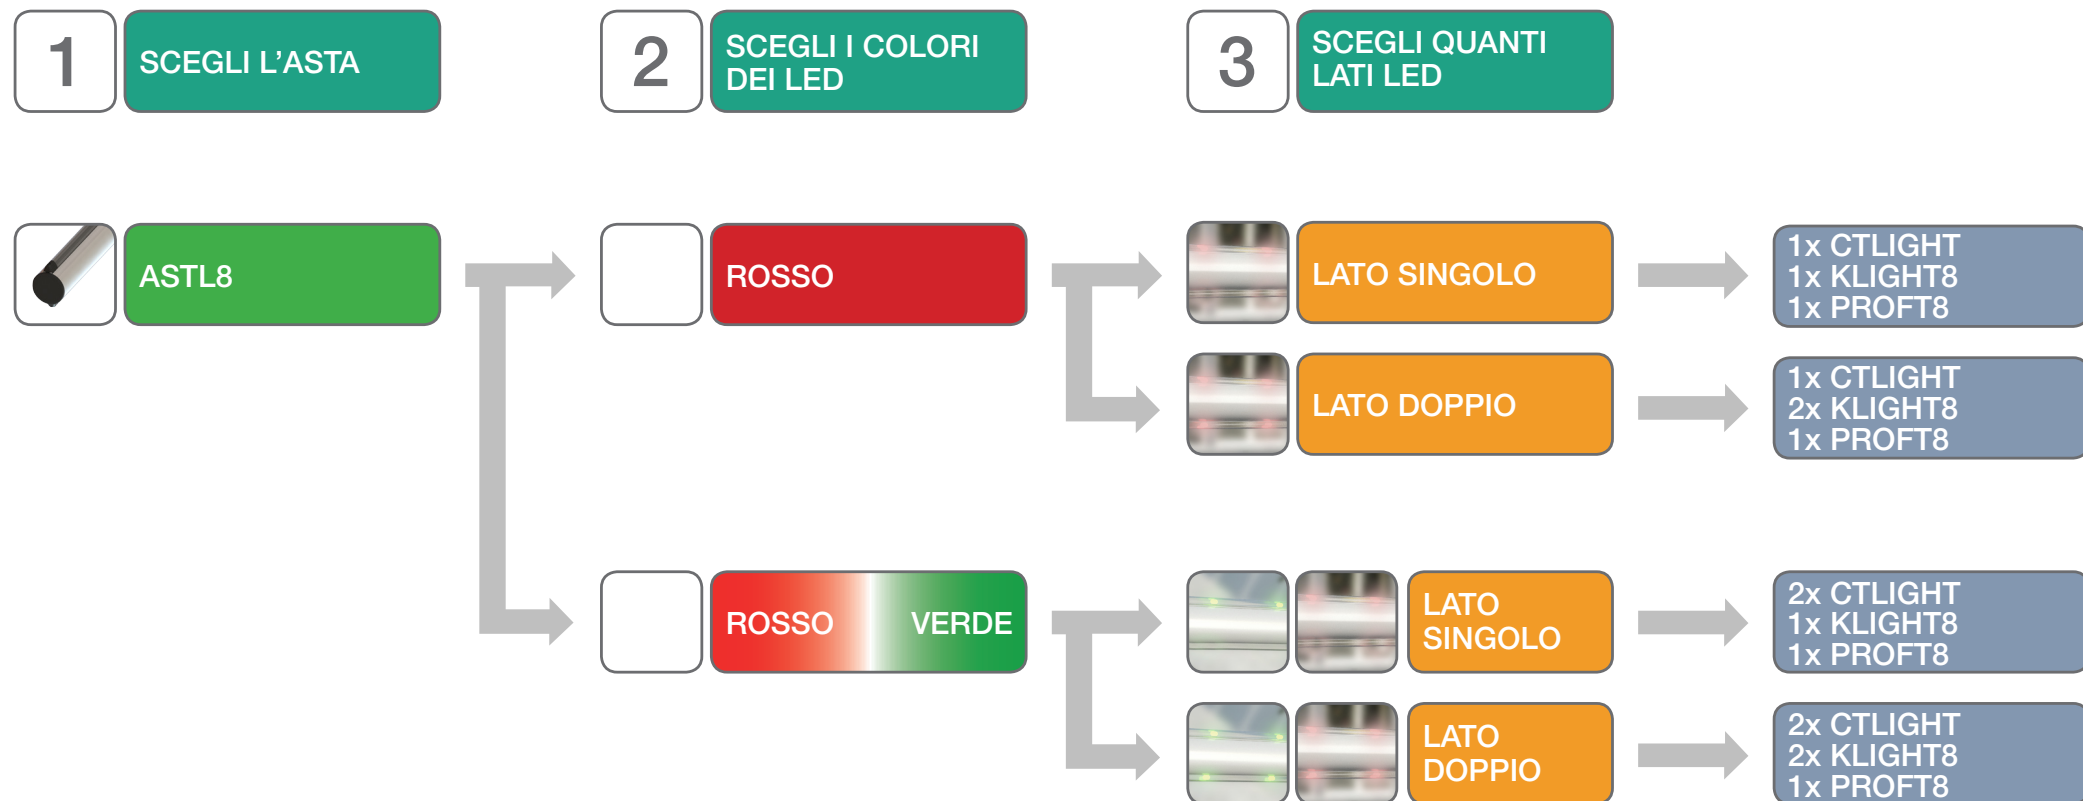 1
SCEGLI L'ASTA
2
SCEGLI I COLORI
DEI LED
3
SCEGLI QUANTI
LATI LED
ASTL8
ROSSO
LATO SINGOLO
1x CTLIGHT
1x KLIGHT8
1x PROFT8
LATO DOPPIO
1x CTLIGHT
2x KLIGHT8
1x PROFT8
ROSSO VERDE
LATO
SINGOLO
2x CTLIGHT
1x KLIGHT8
1x PROFT8
LATO
DOPPIO
2x CTLIGHT
2x KLIGHT8
1x PROFT8